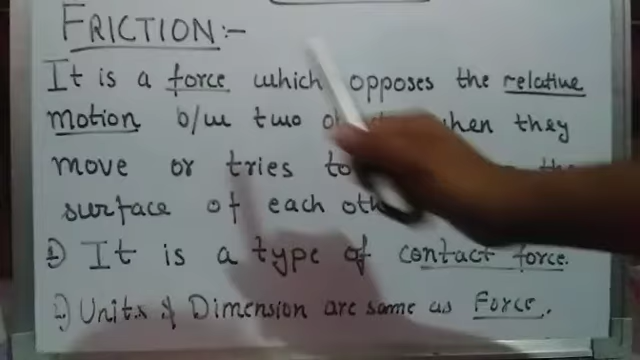 FRICTION:-
It is a force which opposes the relative
motion b/w two when they
move or tries to the
surface of each oth
1) It is a type of contact force.
2) Units & Dimension are same as Force.